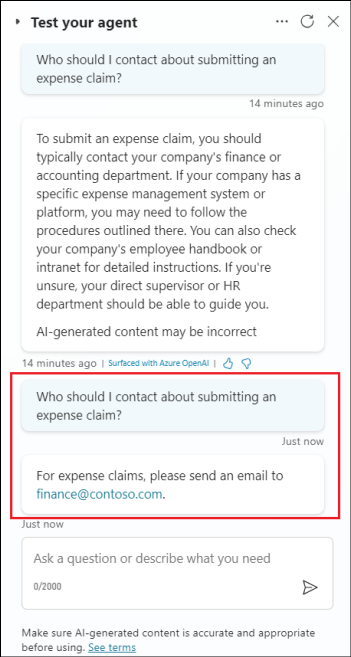 Test your agent
Who should I contact about submitting an
expense claim?
14 minutes ago
To submit an expense claim, you should
typically contact your company's finance or
accounting department. If your company has a
specific expense management system or
platform, you may need to follow the
procedures outlined there. You can also check
your company's employee handbook or
intranet for detailed instructions. If you're
unsure, your direct supervisor or HR
department should be able to guide you.
AI-generated content may be incorrect
14 minutes ago | Surfaced with Azure OpenAI |
Who should I contact about submitting an
expense claim?
Just now
For expense claims, please send an email to
finance@contoso.com.
Just now
Ask a question or describe what you need
0/2000
Make sure AI-generated content is accurate and appropriate
before using. See terms